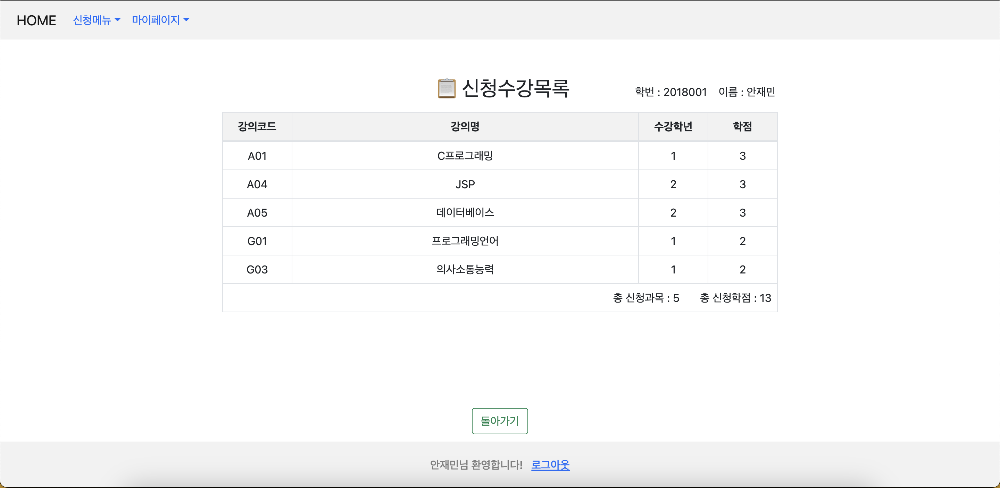 HOME 신청메뉴 마이페이지
신청수강목록 학번 : 2018001 이름 : 안재민
강의코드 강의명 수강학년 학점
A01 C프로그래밍 1 3
A04 JSP 2 3
A05 데이터베이스 2 3
G01 프로그래밍언어 1 2
G03 의사소통능력 1 2
총 신청과목 : 5 총 신청학점 : 13
돌아가기
안재민님 환영합니다! 로그아웃